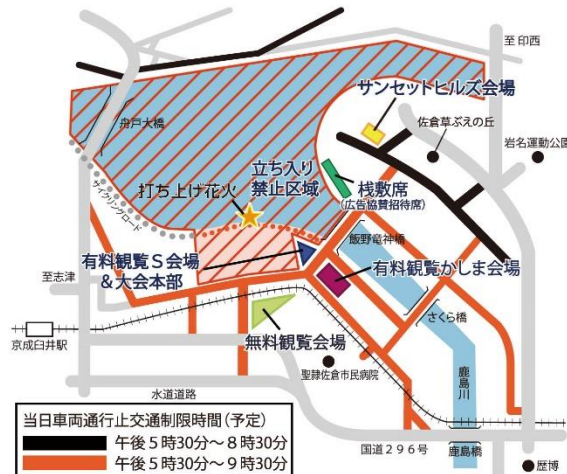 至 印西
サンセットヒルズ会場
佐倉草ぶえの丘
岩名運動公園
舟戸大橋
サイクリングロード
立ち入り
禁止区域
打ち上げ花火
桟敷席
(広告協賛招待席)
飯野竜神橋
有料観覧S会場
&大会本部
有料観覧かしま会場
至志津
さくら橋
無料観覧会場
京成臼井駅
聖隷佐倉市民病院
鹿島川
水道道路
国道296号
鹿島橋
歴博
当日車両通行止交通制限時間(予定)
午後5時30分～8時30分
午後5時30分～9時30分